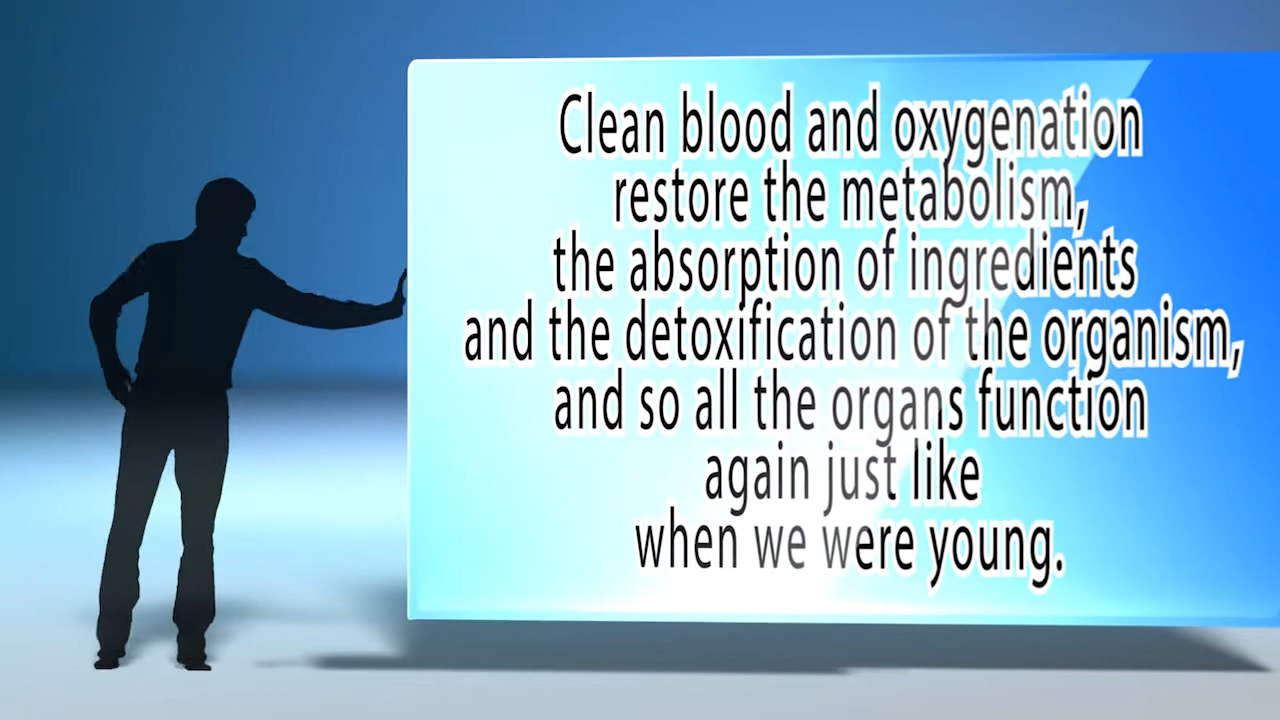 Clean blood and oxygenation
restore the metabolism,
the absorption of ingredients
and the detoxification of the organism,
and so all the organs function
again just like
when we were young.